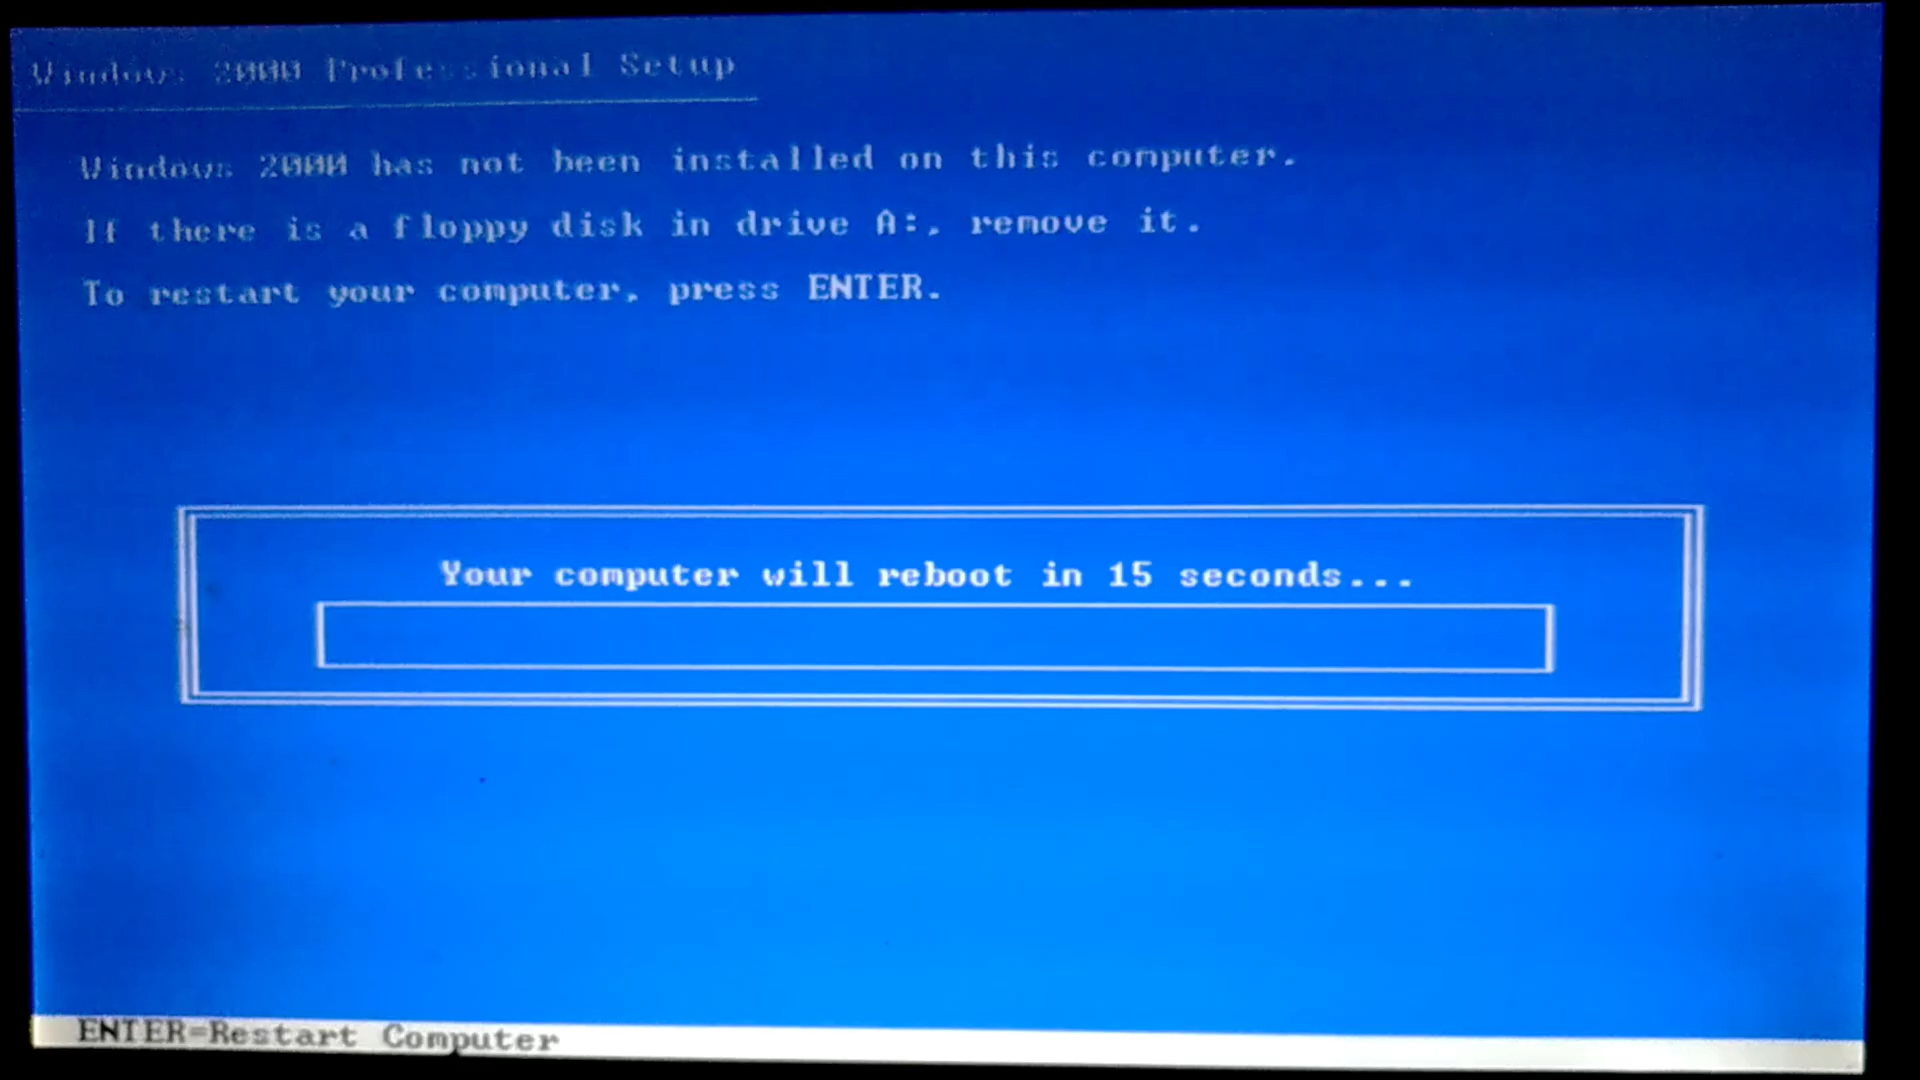 Windows 2000 Professional Setup
Windows 2000 has not been installed on this computer.
If there is a floppy disk in drive A:, remove it.
To restart your computer, press ENTER.
Your computer will reboot in 15 seconds...
ENTER=Restart Computer